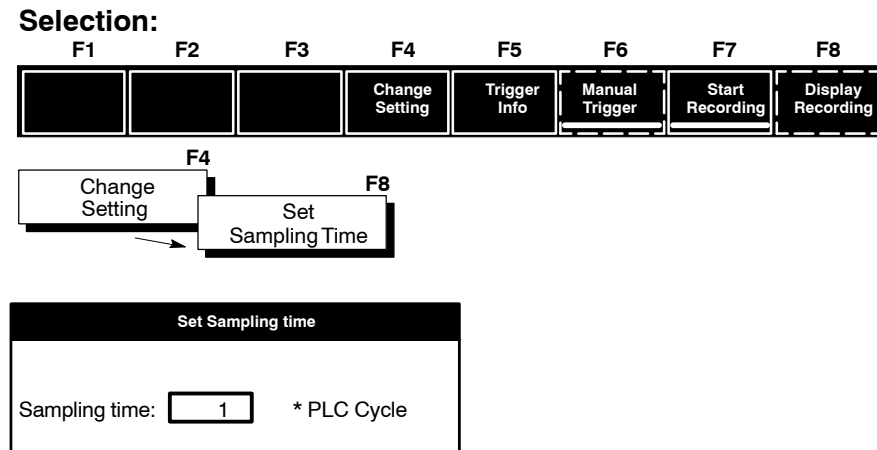 Selection:
F1 F2 F3 F4 F5 F6 F7 F8
Change Setting Trigger Info Manual Trigger Start Recording Display Recording
F4
Change
Setting
F8
Set
Sampling Time
Set Sampling time
Sampling time: 1 * PLC Cycle